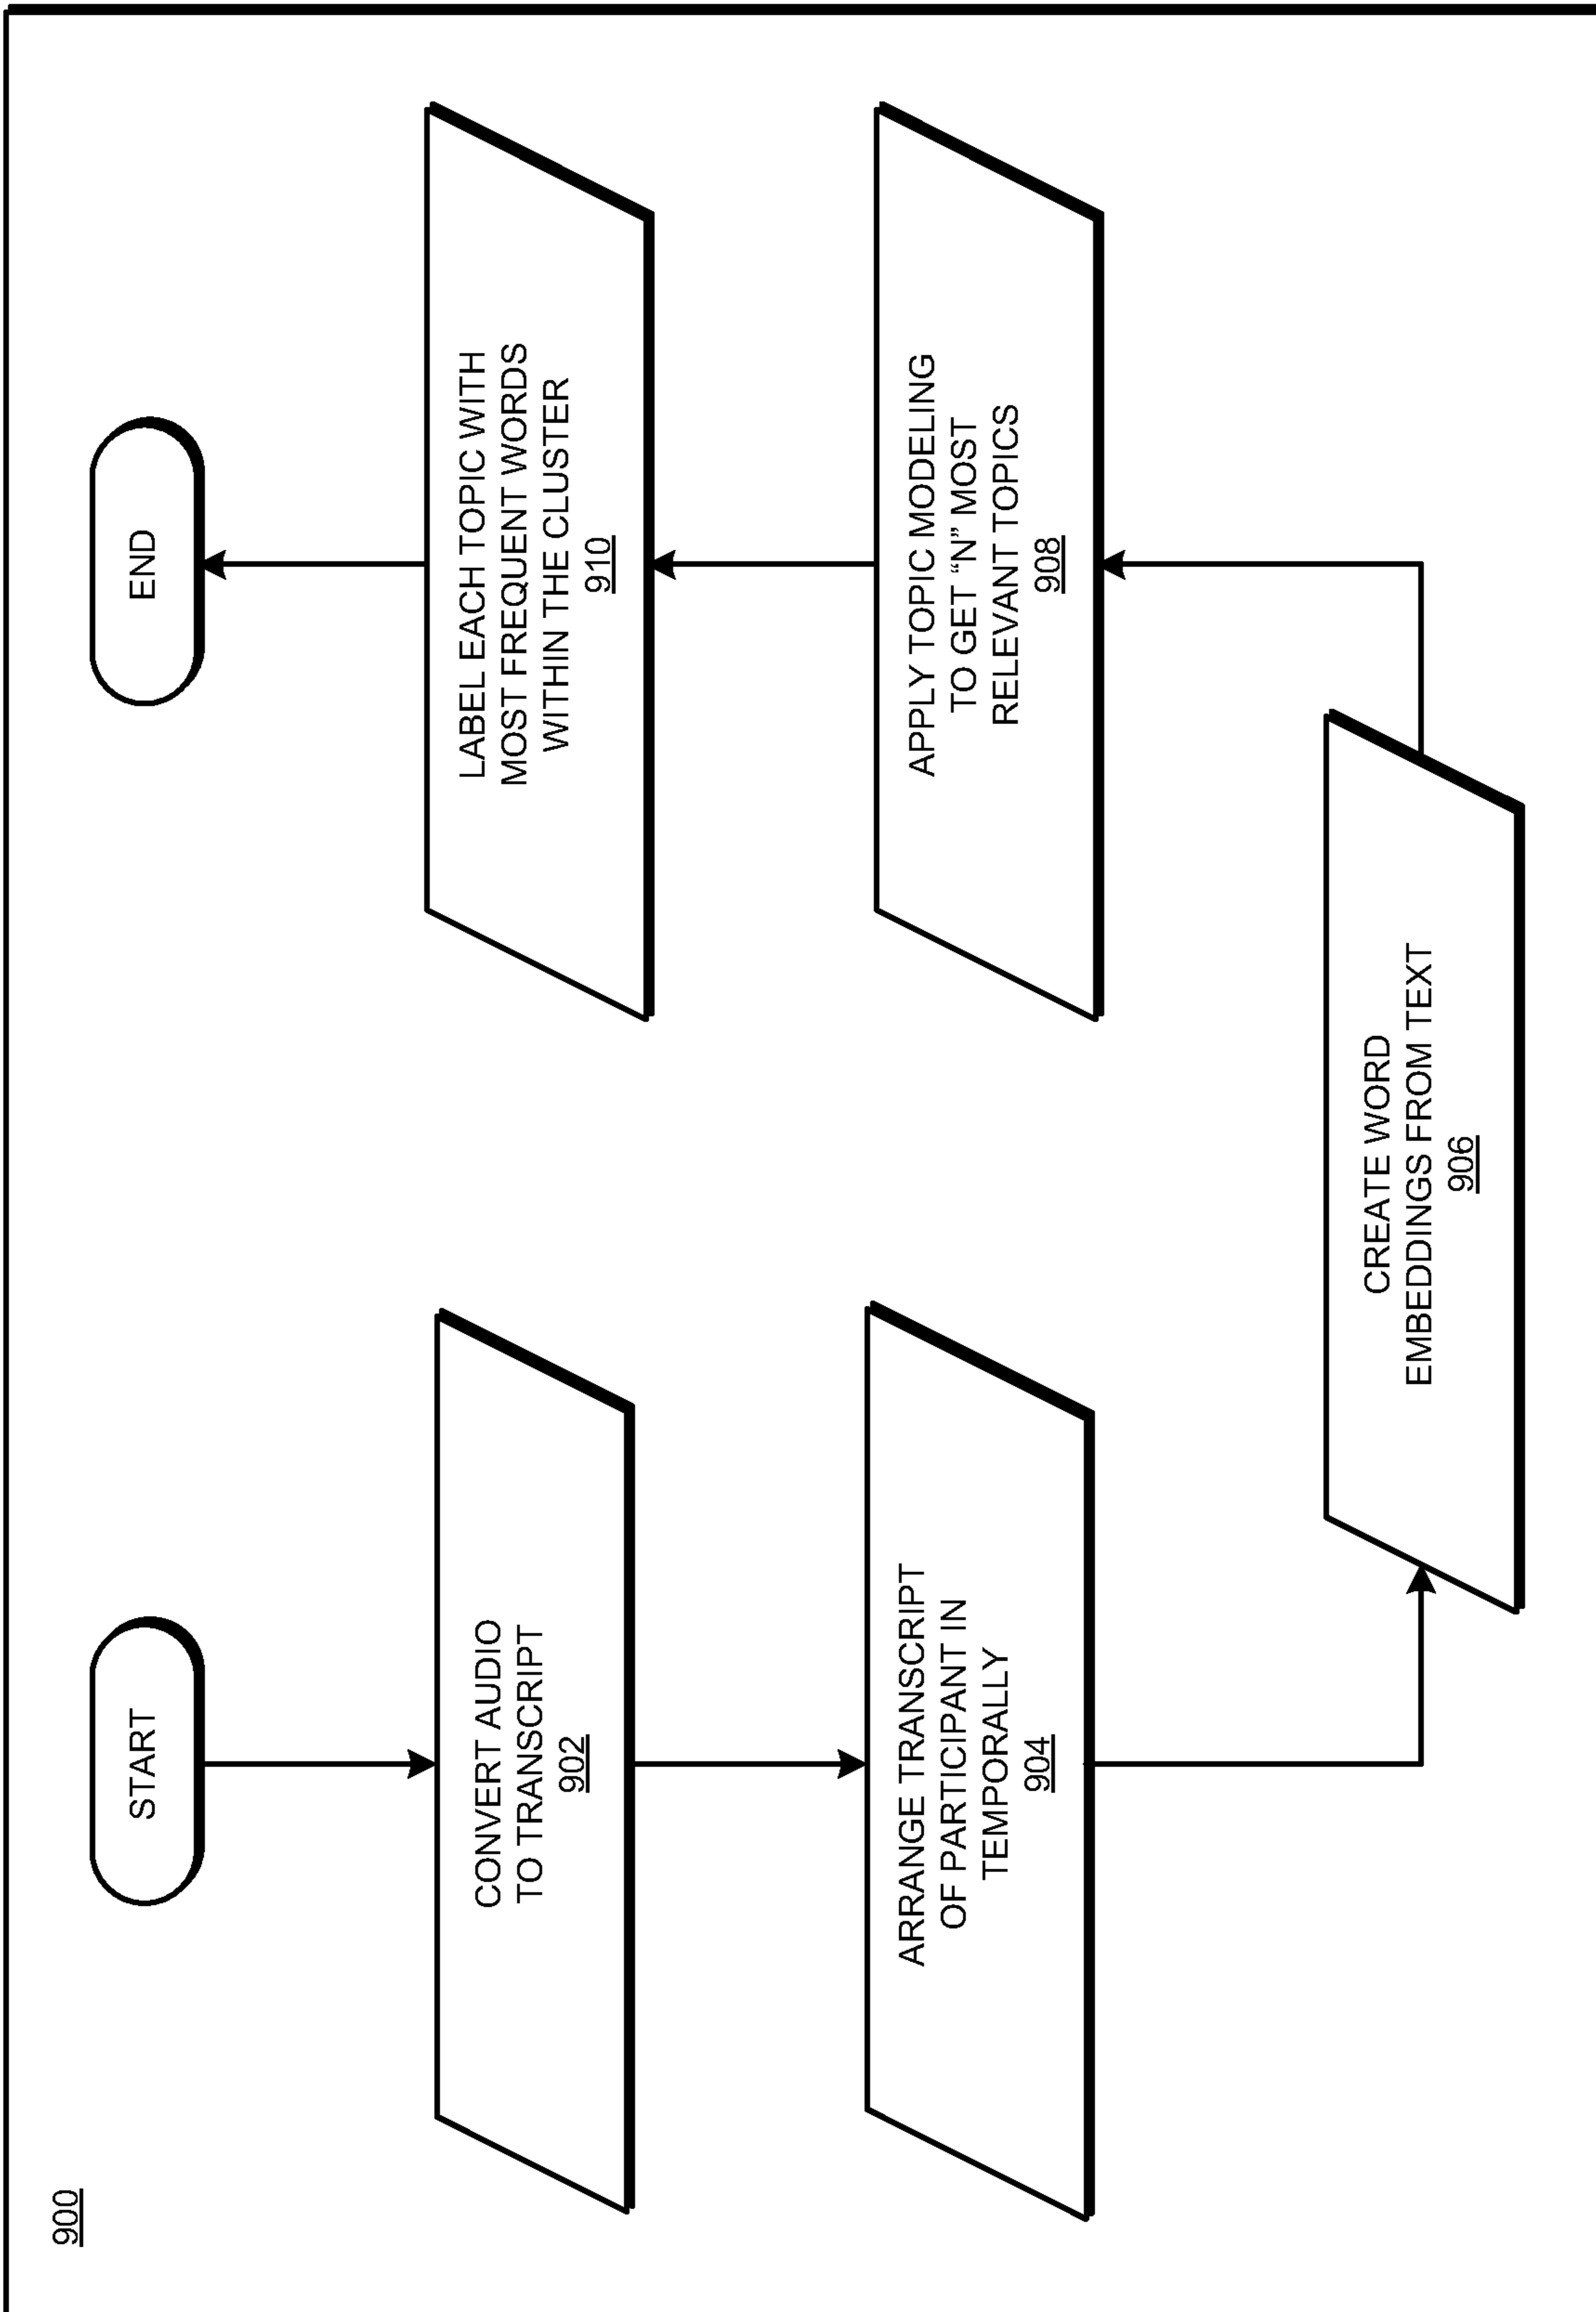 900
START
CONVERT AUDIO
TO TRANSCRIPT
902
ARRANGE TRANSCRIPT
OF PARTICIPANT IN
TEMPORALLY
904
CREATE WORD
EMBEDDINGS FROM TEXT
906
APPLY TOPIC MODELING
TO GET “N” MOST
RELEVANT TOPICS
908
LABEL EACH TOPIC WITH
MOST FREQUENT WORDS
WITHIN THE CLUSTER
910
END